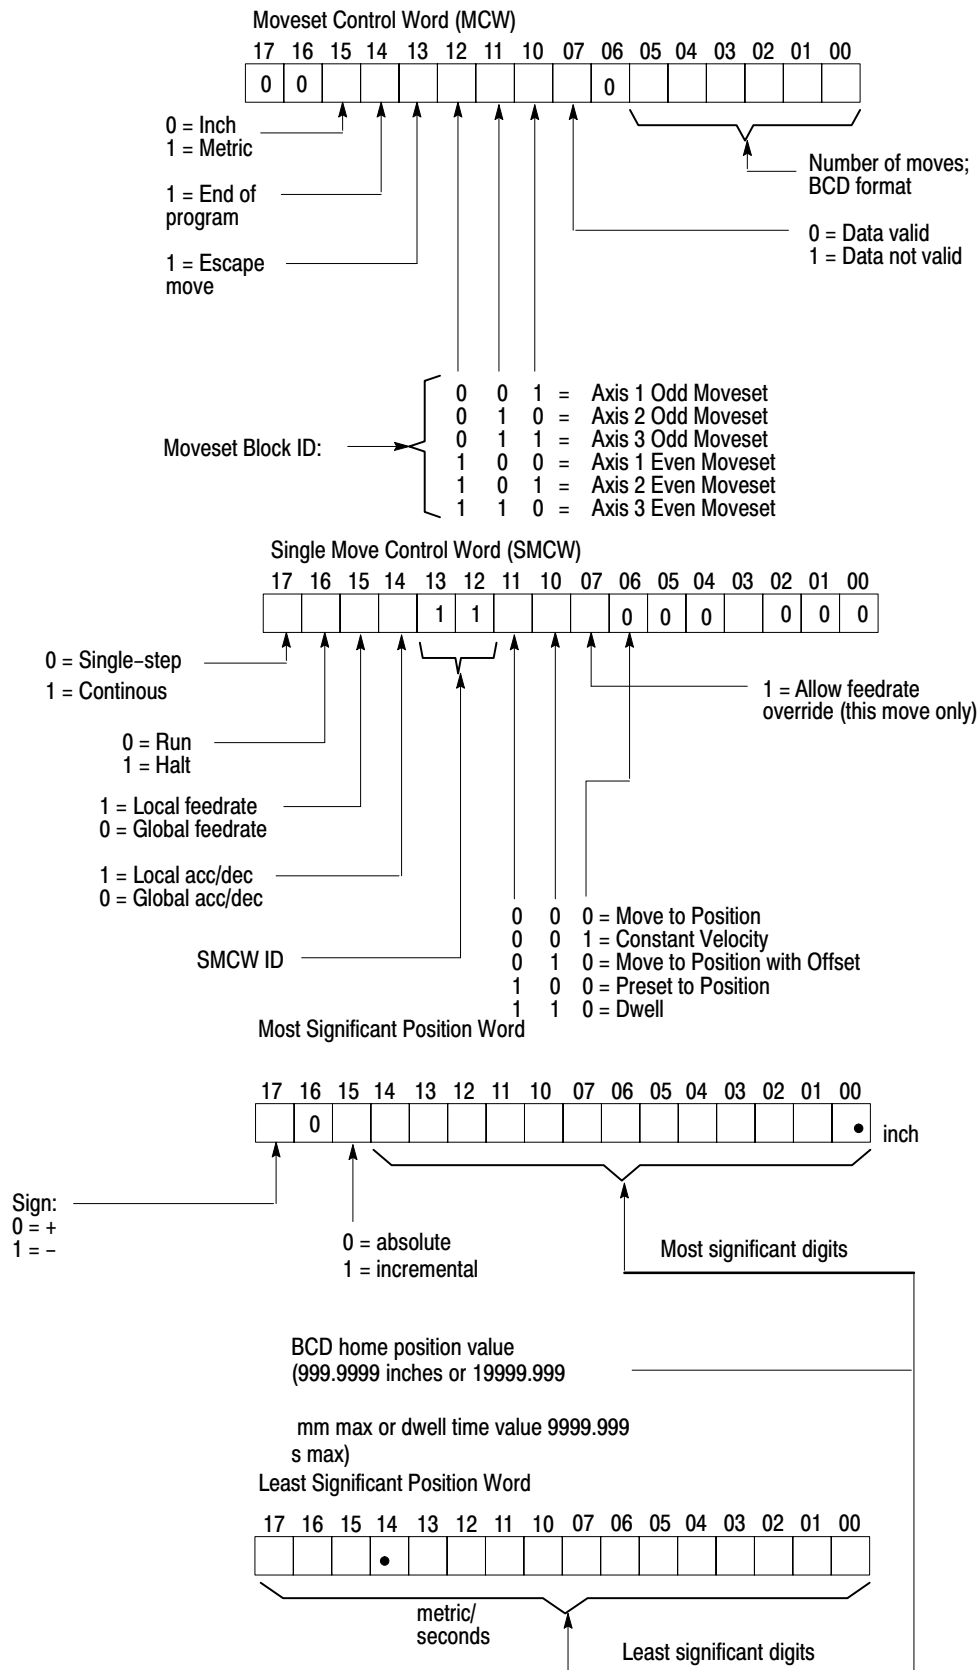 Moveset Control Word (MCW)
17 16 15 14 13 12 11 10 07 06 05 04 03 02 01 00
0 0 0
0 = Inch
1 = Metric
Number of moves;
BCD format
1 = End of
program
0 = Data valid
1 = Data not valid
1 = Escape
move
Moveset Block ID:
0 0 1 = Axis 1 Odd Moveset
0 1 0 = Axis 2 Odd Moveset
0 1 1 = Axis 3 Odd Moveset
1 0 0 = Axis 1 Even Moveset
1 0 1 = Axis 2 Even Moveset
1 1 0 = Axis 3 Even Moveset
Single Move Control Word (SMCW)
17 16 15 14 13 12 11 10 07 06 05 04 03 02 01 00
1 1 0 0 0 0 0 0
0 = Single-step
1 = Continous
1 = Allow feedrate
override (this move only)
0 = Run
1 = Halt
1 = Local feedrate
0 = Global feedrate
1 = Local acc/dec
0 = Global acc/dec
SMCW ID
0 0 0 = Move to Position
0 0 1 = Constant Velocity
0 1 0 = Move to Position with Offset
1 0 0 = Preset to Position
1 1 0 = Dwell
Most Significant Position Word
17 16 15 14 13 12 11 10 07 06 05 04 03 02 01 00
0
inch
Sign:
0 = +
1 = −
0 = absolute
1 = incremental
Most significant digits
BCD home position value
(999.9999 inches or 19999.999
mm max or dwell time value 9999.999
s max)
Least Significant Position Word
17 16 15 14 13 12 11 10 07 06 05 04 03 02 01 00
metric/
seconds
Least significant digits